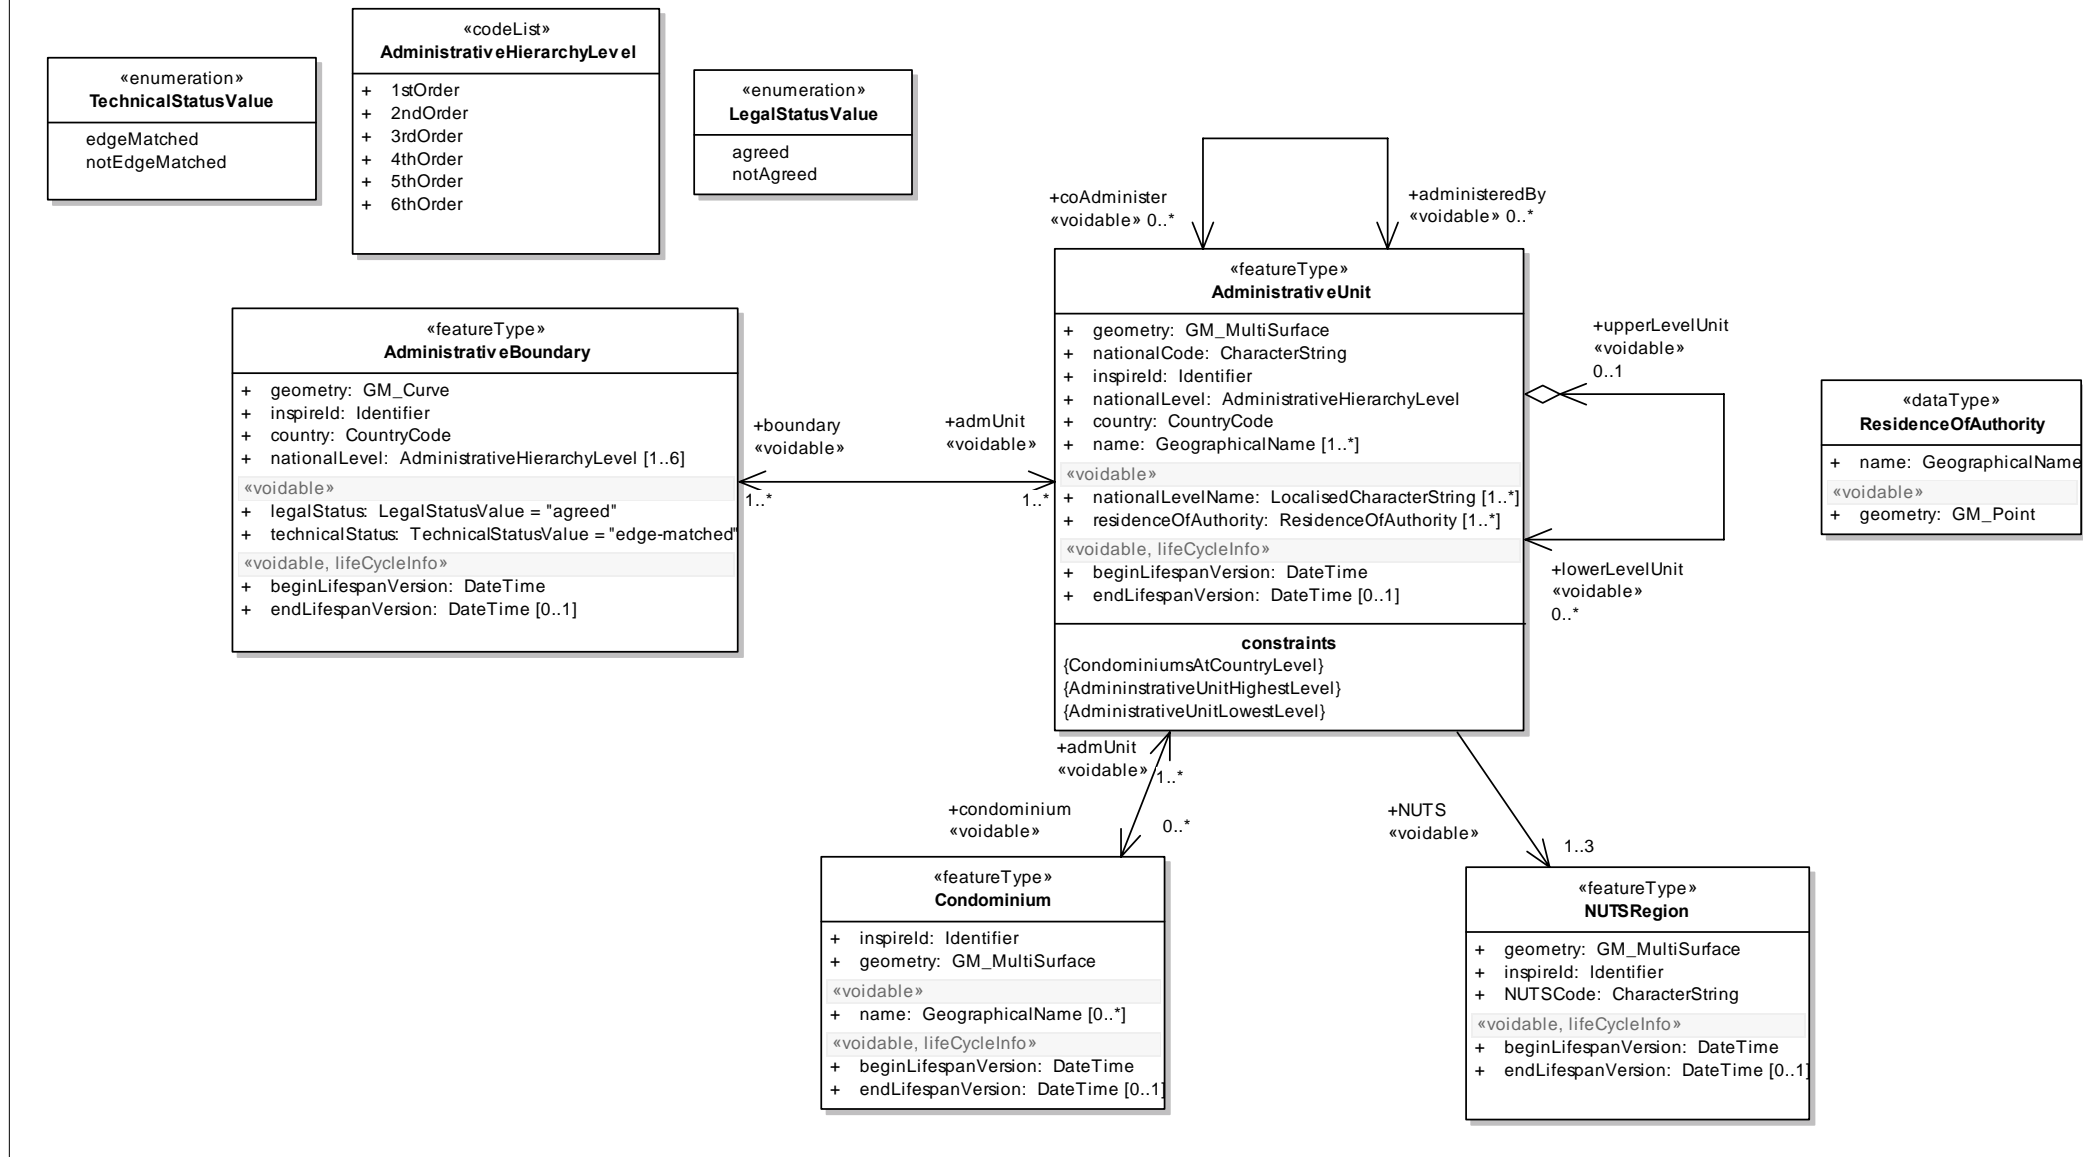 «enumeration»
TechnicalStatusValue
edgeMatched
notEdgeMatched
«codeList»
AdministrativeHierarchyLevel
+ 1stOrder
+ 2ndOrder
+ 3rdOrder
+ 4thOrder
+ 5thOrder
+ 6thOrder
«enumeration»
LegalStatusValue
agreed
notAgreed
+coAdminister
«voidable» 0..*
+administeredBy
«voidable» 0..*
«featureType»
AdministrativeBoundary
+ geometry: GM_Curve
+ inspireId: Identifier
+ country: CountryCode
+ nationalLevel: AdministrativeHierarchyLevel [1..6]
«voidable»
+ legalStatus: LegalStatusValue = "agreed"
+ technicalStatus: TechnicalStatusValue = "edge-matched"
«voidable, lifeCycleInfo»
+ beginLifespanVersion: DateTime
+ endLifespanVersion: DateTime [0..1]
+boundary
«voidable»
1..*
+admUnit
«voidable»
1..*
«featureType»
AdministrativeUnit
+ geometry: GM_MultiSurface
+ nationalCode: CharacterString
+ inspireId: Identifier
+ nationalLevel: AdministrativeHierarchyLevel
+ country: CountryCode
+ name: GeographicalName [1..*]
«voidable»
+ nationalLevelName: LocalisedCharacterString [1..*]
+ residenceOfAuthority: ResidenceOfAuthority [1..*]
«voidable, lifeCycleInfo»
+ beginLifespanVersion: DateTime
+ endLifespanVersion: DateTime [0..1]
constraints
{CondominiumsAtCountryLevel}
{AdmininstrativeUnitHighestLevel}
{AdministrativeUnitLowestLevel}
+upperLevelUnit
«voidable»
0..1
+lowerLevelUnit
«voidable»
0..*
«dataType»
ResidenceOfAuthority
+ name: GeographicalName
«voidable»
+ geometry: GM_Point
+admUnit
«voidable»
1..*
+condominium
«voidable»
0..*
+NUTS
«voidable»
1..3
«featureType»
Condominium
+ inspireId: Identifier
+ geometry: GM_MultiSurface
«voidable»
+ name: GeographicalName [0..*]
«voidable, lifeCycleInfo»
+ beginLifespanVersion: DateTime
+ endLifespanVersion: DateTime [0..1]
«featureType»
NUTSRegion
+ geometry: GM_MultiSurface
+ inspireId: Identifier
+ NUTSCode: CharacterString
«voidable, lifeCycleInfo»
+ beginLifespanVersion: DateTime
+ endLifespanVersion: DateTime [0..1]